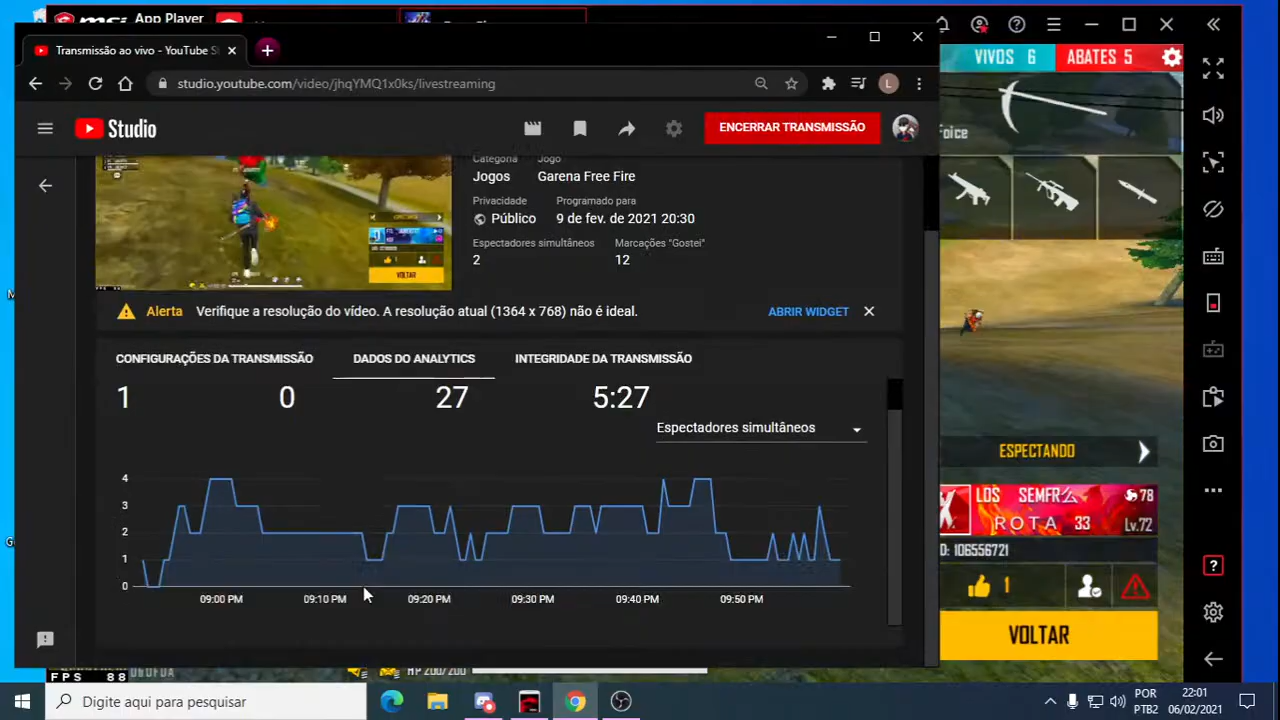 msi App Player
Transmissão ao vivo - YouTube S
studio.youtube.com/video/jhqYMQ1x0ks/livestreaming
L
Studio
ENCERRAR TRANSMISSÃO
Categoria
Jogo
Jogos
Garena Free Fire
Privacidade
Programado para
Público
9 de fev. de 2021 20:30
Espectadores simultâneos
Marcações "Gostei"
2
12
VOLTAR
Alerta
Verifique a resolução do vídeo. A resolução atual (1364 x 768) não é ideal.
ABRIR WIDGET
CONFIGURAÇÕES DA TRANSMISSÃO
DADOS DO ANALYTICS
INTEGRIDADE DA TRANSMISSÃO
1
0
27
5:27
Espectadores simultâneos
4
3
2
1
0
09:00 PM
09:10 PM
09:20 PM
09:30 PM
09:40 PM
09:50 PM
VIVOS 6
ABATES 5
Foice
ESPECTANDO
LOS SEMFR
78
ROTA 33
Lv.72
D: 106556721
1
VOLTAR
FPS 88
HP 200/200
Digite aqui para pesquisar
POR
PTB2
22:01
06/02/2021